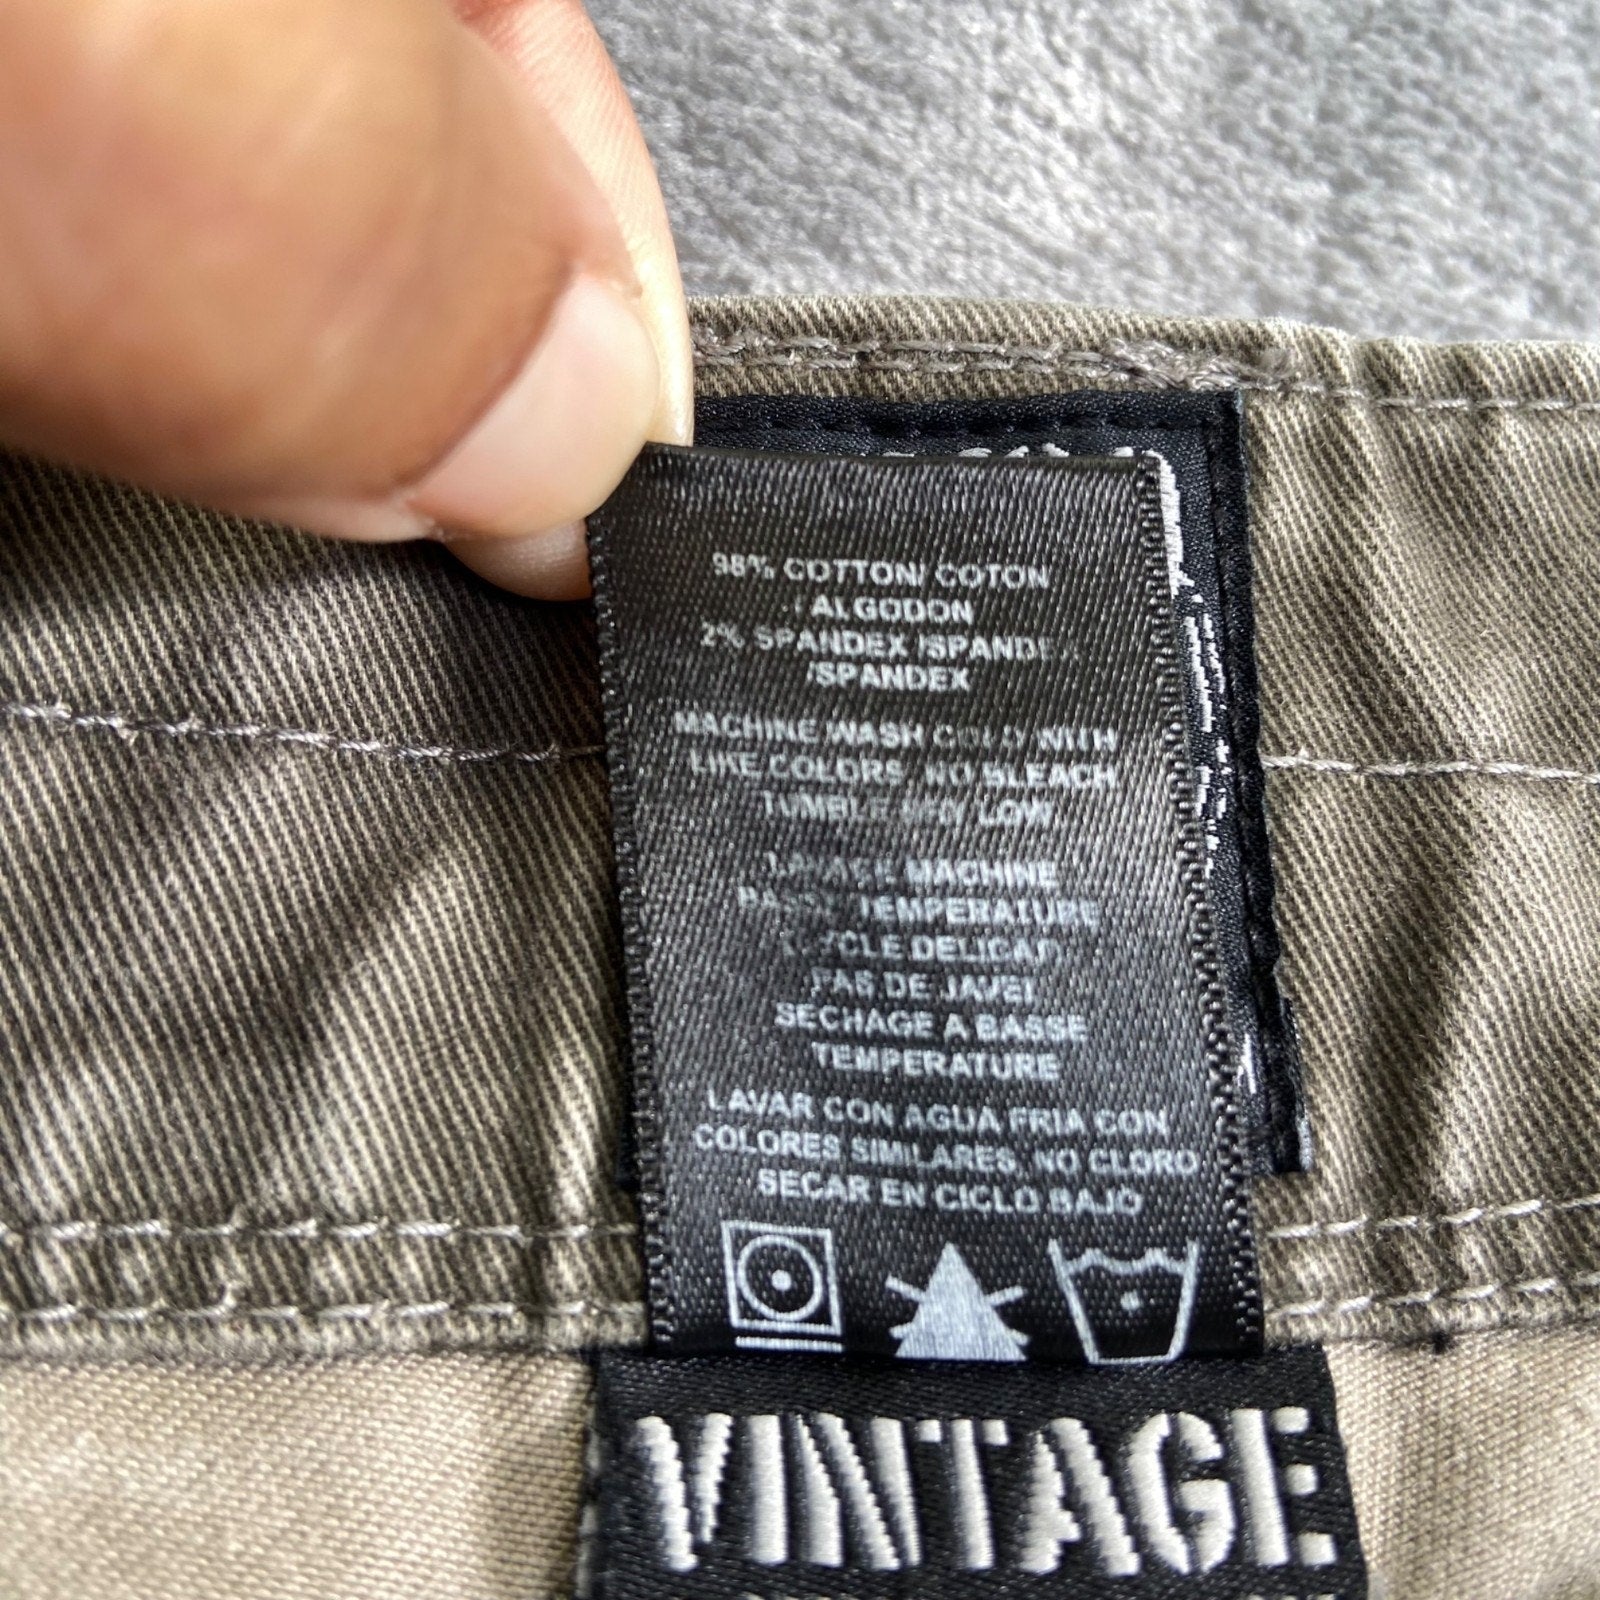 98% COTTON/ COTON
/ ALGODON
2% SPANDEX /SPANDEX
/SPANDEX
MACHINE WASH COLD WITH
LIKE COLORS, NO BLEACH
TUMBLE DRY LOW
LAVAGE MACHINE
BASSE TEMPERATURE
CYCLE DELICAT
PAS DE JAVEL
SECHAGE A BASSE
TEMPERATURE
LAVAR CON AGUA FRIA CON
COLORES SIMILARES, NO CLORO
SECAR EN CICLO BAJO
VINTAGE